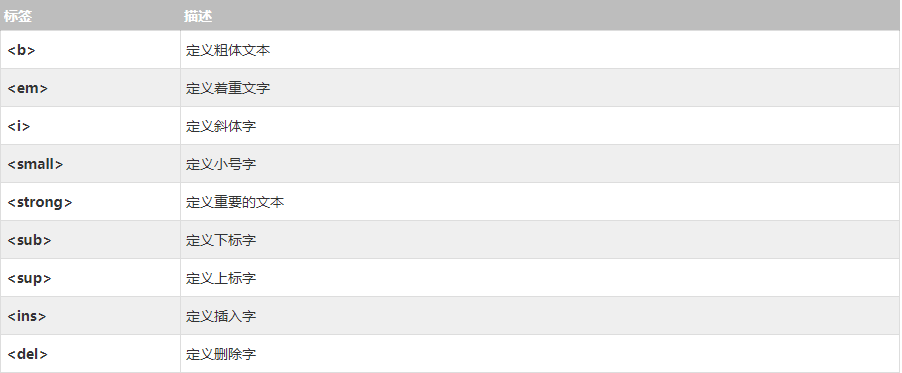 标签 描述
<b> 定义粗体文本
<em> 定义着重文字
<i> 定义斜体字
<small> 定义小号字
<strong> 定义重要的文本
<sub> 定义下标字
<sup> 定义上标字
<ins> 定义插入字
<del> 定义删除字